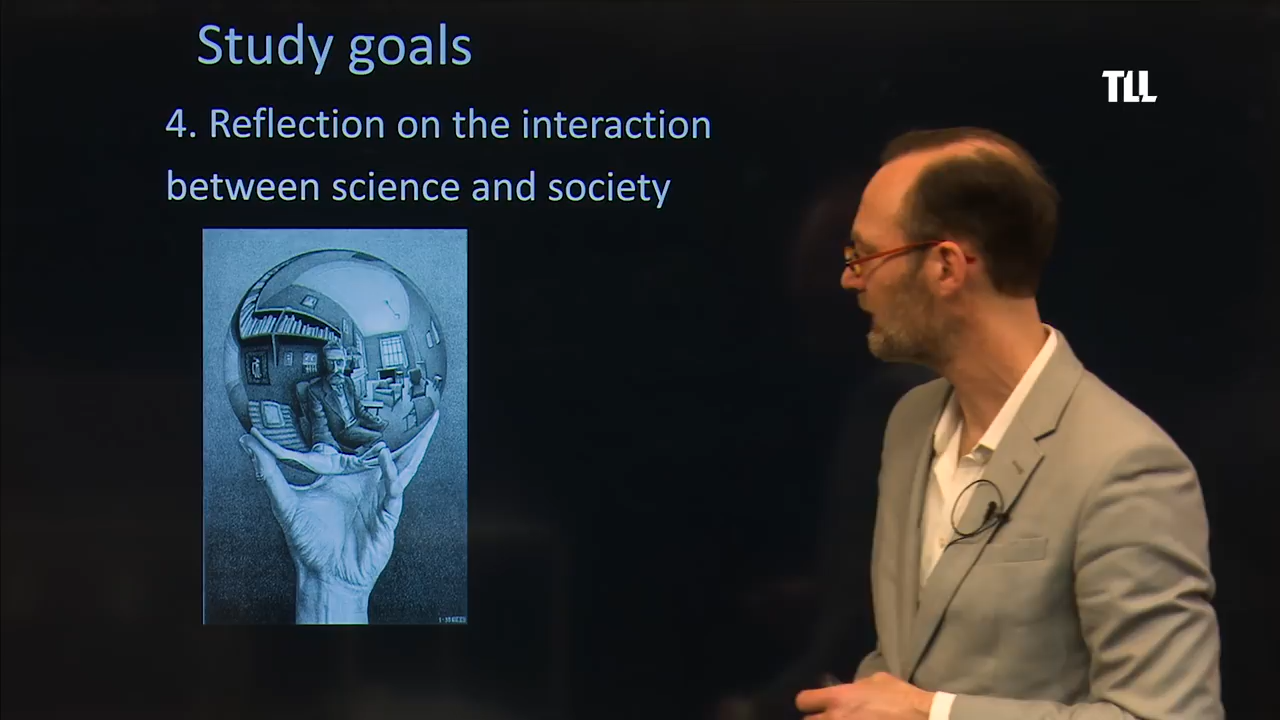 Study goals
TLL
4. Reflection on the interaction
between science and society